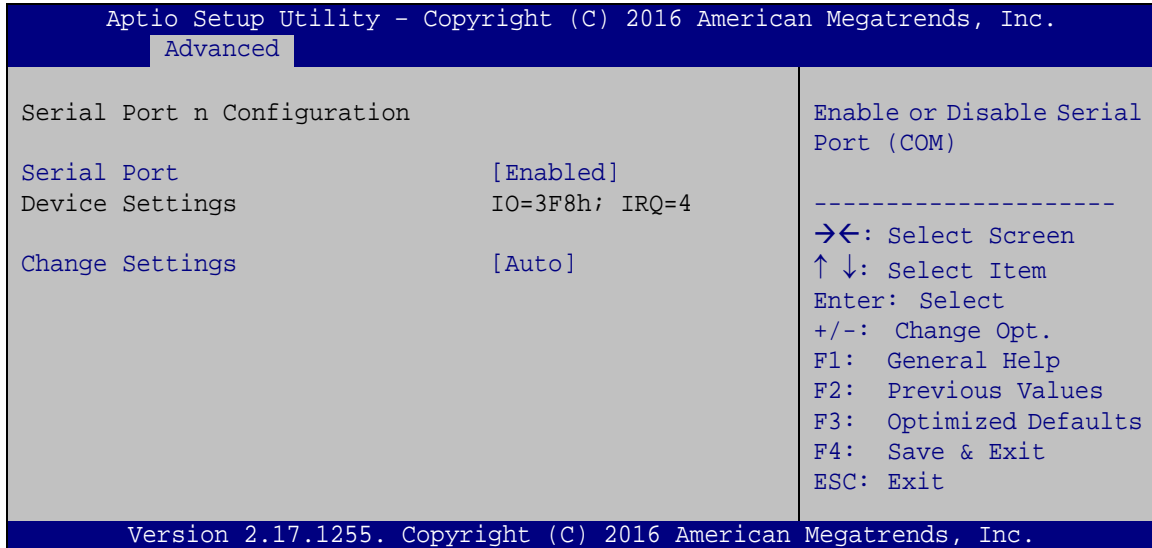 Aptio Setup Utility – Copyright (C) 2016 American Megatrends, Inc.
Advanced
Serial Port n Configuration
Serial Port [Enabled]
Device Settings IO=3F8h; IRQ=4
Change Settings [Auto]
Enable or Disable Serial
Port (COM)
---------------------
→←: Select Screen
↑ ↓: Select Item
Enter: Select
+/-: Change Opt.
F1: General Help
F2: Previous Values
F3: Optimized Defaults
F4: Save & Exit
ESC: Exit
Version 2.17.1255. Copyright (C) 2016 American Megatrends, Inc.